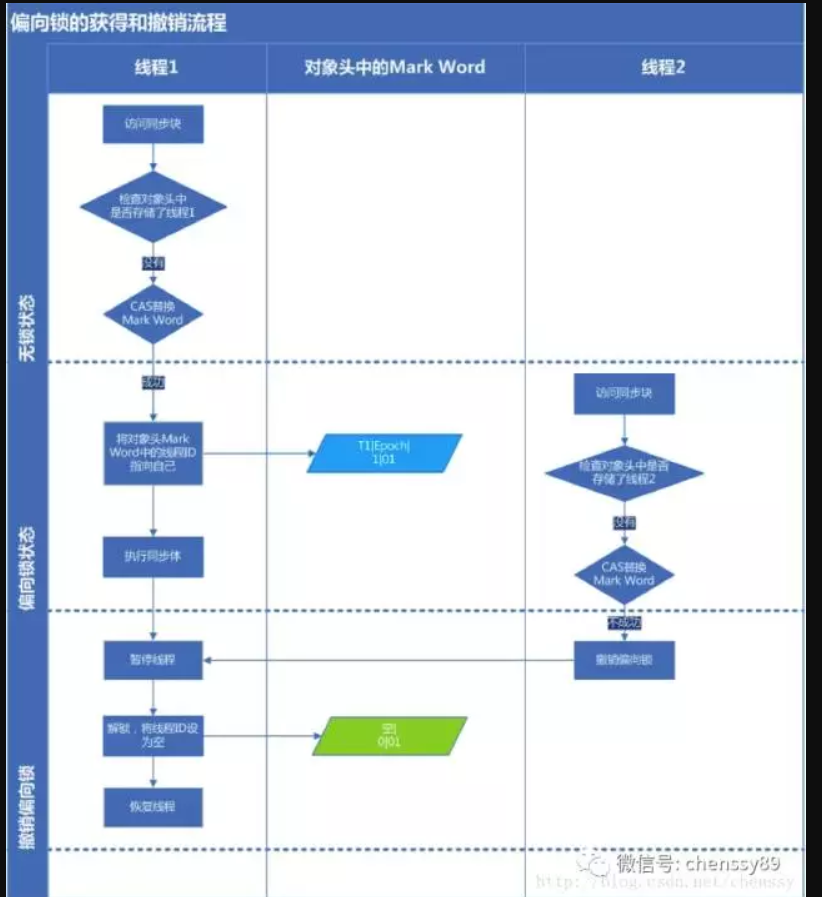 偏向锁的获得和撤销流程
线程1
对象头中的Mark Word
线程2
无锁状态
访问同步块
检查对象头中
是否存储了线程1
没有
CAS替换
Mark Word
偏向锁状态
成功
将对象头Mark
Word中的线程ID
指向自己
T1|Epoch|
1|01
执行同步体
访问同步块
检查对象头中是否
存储了线程2
没有
CAS替换
Mark Word
撤销偏向锁
不成功
撤销偏向锁
暂停线程
解锁，将线程ID设
为空
空|
0|01
恢复线程
微信号: chenssy89
http://blog.csdn.net/chenssy